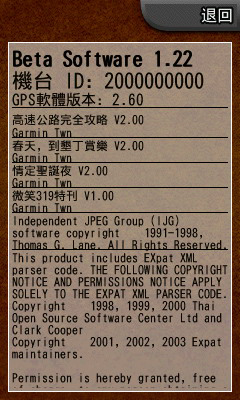 退回
Beta Software 1.22
機台 ID: 2000000000
GPS軟體版本: 2.60
高速公路完全攻略 V2.00
Garmin Twn
春天，到墾丁賞樂 V2.00
Garmin Twn
情定聖誕夜 V2.00
Garmin Twn
微笑319特刊 V1.00
Garmin Twn
Independent JPEG Group (IJG)
software copyright    1991-1998,
Thomas G. Lane. All Rights Reserved.
This product includes EXpat XML
parser code. THE FOLLOWING COPYRIGHT
NOTICE AND PERMISSIONS NOTICE APPLY
SOLELY TO THE EXPAT XML PARSER CODE.
Copyright    1998, 1999, 2000 Thai
Open Source Software Center Ltd and
Clark Cooper
Copyright    2001, 2002, 2003 Expat
maintainers.
Permission is hereby granted, free